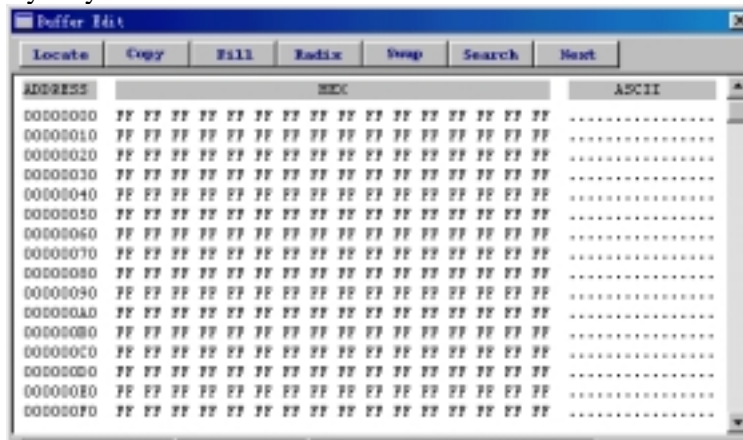 Buffer Edit
Locate Copy Fill Radix Swap Search Next
ADDRESS HEX ASCII
00000000 FF FF FF FF FF FF FF FF FF FF FF FF FF FF FF FF ................
00000010 FF FF FF FF FF FF FF FF FF FF FF FF FF FF FF FF ................
00000020 FF FF FF FF FF FF FF FF FF FF FF FF FF FF FF FF ................
00000030 FF FF FF FF FF FF FF FF FF FF FF FF FF FF FF FF ................
00000040 FF FF FF FF FF FF FF FF FF FF FF FF FF FF FF FF ................
00000050 FF FF FF FF FF FF FF FF FF FF FF FF FF FF FF FF ................
00000060 FF FF FF FF FF FF FF FF FF FF FF FF FF FF FF FF ................
00000070 FF FF FF FF FF FF FF FF FF FF FF FF FF FF FF FF ................
00000080 FF FF FF FF FF FF FF FF FF FF FF FF FF FF FF FF ................
00000090 FF FF FF FF FF FF FF FF FF FF FF FF FF FF FF FF ................
000000A0 FF FF FF FF FF FF FF FF FF FF FF FF FF FF FF FF ................
000000B0 FF FF FF FF FF FF FF FF FF FF FF FF FF FF FF FF ................
000000C0 FF FF FF FF FF FF FF FF FF FF FF FF FF FF FF FF ................
000000D0 FF FF FF FF FF FF FF FF FF FF FF FF FF FF FF FF ................
000000E0 FF FF FF FF FF FF FF FF FF FF FF FF FF FF FF FF ................
000000F0 FF FF FF FF FF FF FF FF FF FF FF FF FF FF FF FF ................